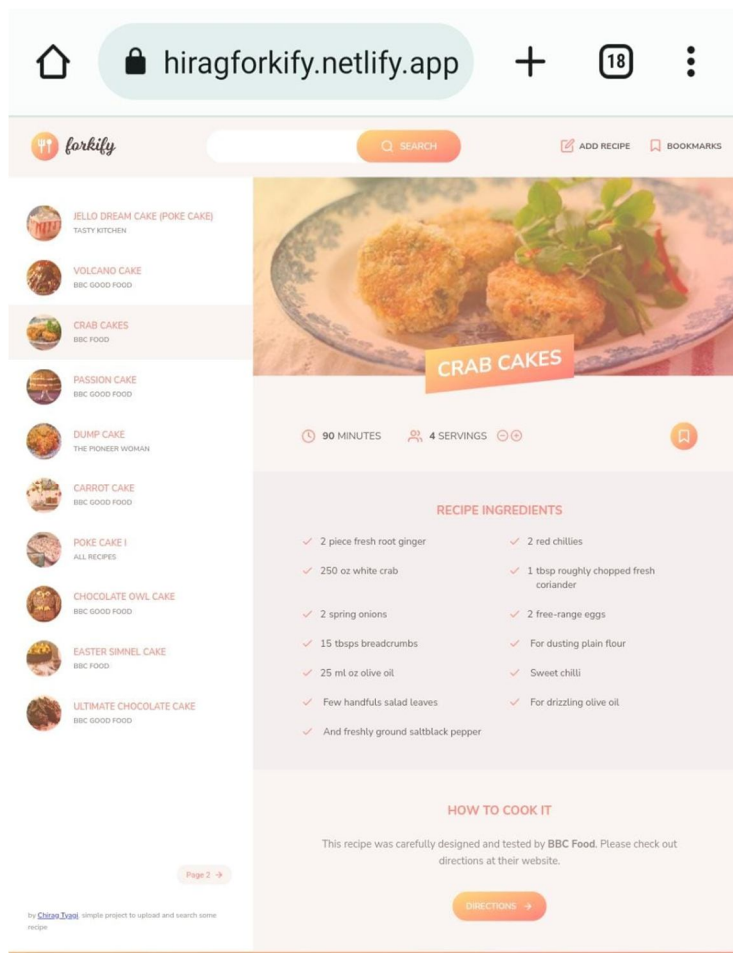 hiragforkify.netlify.app
18
forkify
SEARCH
ADD RECIPE
BOOKMARKS
JELLO DREAM CAKE (POKE CAKE)
TASTY KITCHEN
VOLCANO CAKE
BBC GOOD FOOD
CRAB CAKES
BBC FOOD
PASSION CAKE
BBC GOOD FOOD
DUMP CAKE
THE PIONEER WOMAN
CARROT CAKE
BBC GOOD FOOD
POKE CAKE I
ALL RECIPES
CHOCOLATE OWL CAKE
BBC GOOD FOOD
EASTER SIMNEL CAKE
BBC FOOD
ULTIMATE CHOCOLATE CAKE
BBC GOOD FOOD
Page 2
by Chirag Tyagi. simple project to upload and search some
recipe
CRAB CAKES
90 MINUTES
4 SERVINGS
RECIPE INGREDIENTS
2 piece fresh root ginger
2 red chillies
250 oz white crab
1 tbsp roughly chopped fresh
coriander
2 spring onions
2 free-range eggs
15 tbsps breadcrumbs
For dusting plain flour
25 ml oz olive oil
Sweet chilli
Few handfuls salad leaves
For drizzling olive oil
And freshly ground saltblack pepper
HOW TO COOK IT
This recipe was carefully designed and tested by BBC Food. Please check out
directions at their website.
DIRECTIONS